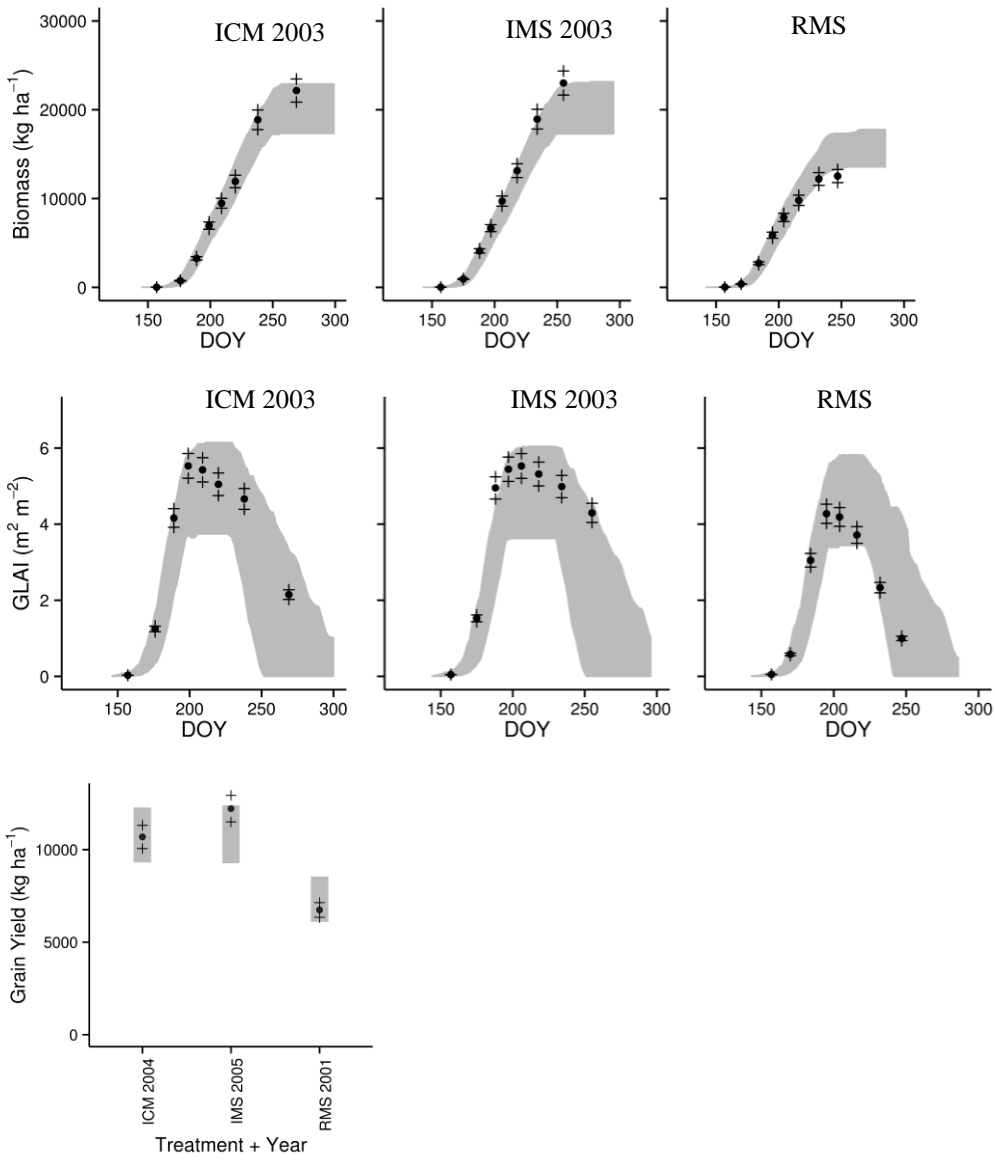 ICM 2003
IMS 2003
RMS
30000
20000
10000
0
Biomass (kg ha⁻¹)
150 200 250 300
DOY
150 200 250 300
DOY
150 200 250 300
DOY
ICM 2003
IMS 2003
RMS
6
4
2
0
GLAI (m² m⁻²)
150 200 250 300
DOY
150 200 250 300
DOY
150 200 250 300
DOY
10000
5000
0
Grain Yield (kg ha⁻¹)
ICM 2004
IMS 2005
RMS 2001
Treatment + Year